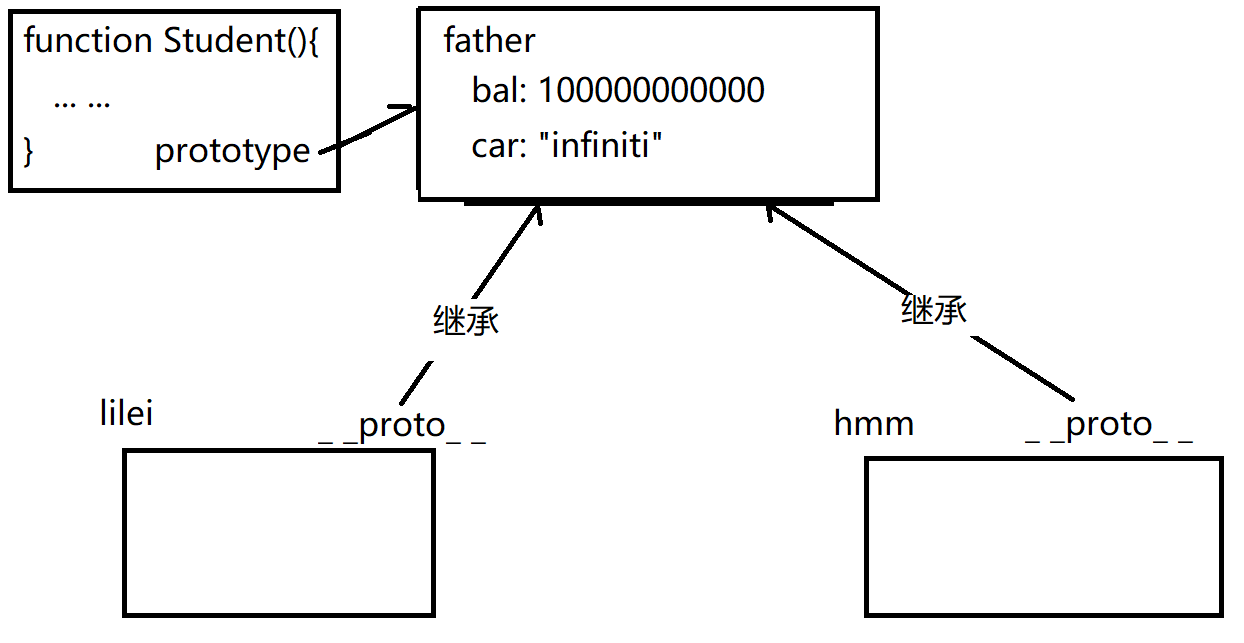 function Student(){
... ...
} prototype
father
bal: 100000000000
car: "infiniti"
继承
继承
lilei
_ _proto_ _
hmm
_ _proto_ _